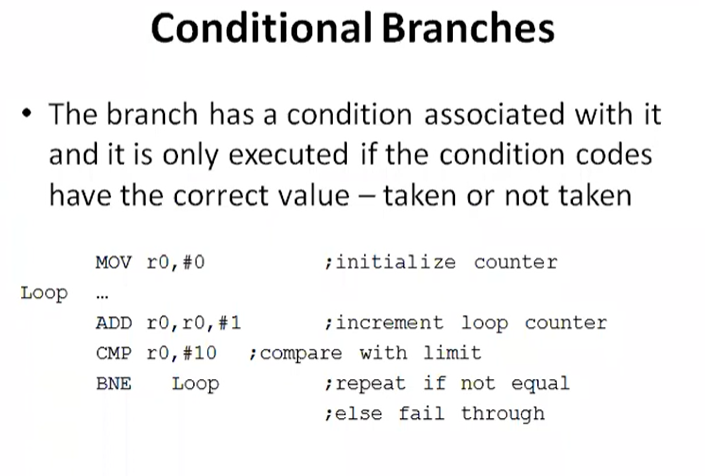 Conditional Branches
• The branch has a condition associated with it
and it is only executed if the condition codes
have the correct value – taken or not taken
MOV r0,#0 ;initialize counter
Loop ...
ADD r0,r0,#1 ;increment loop counter
CMP r0,#10 ;compare with limit
BNE Loop ;repeat if not equal
;else fail through